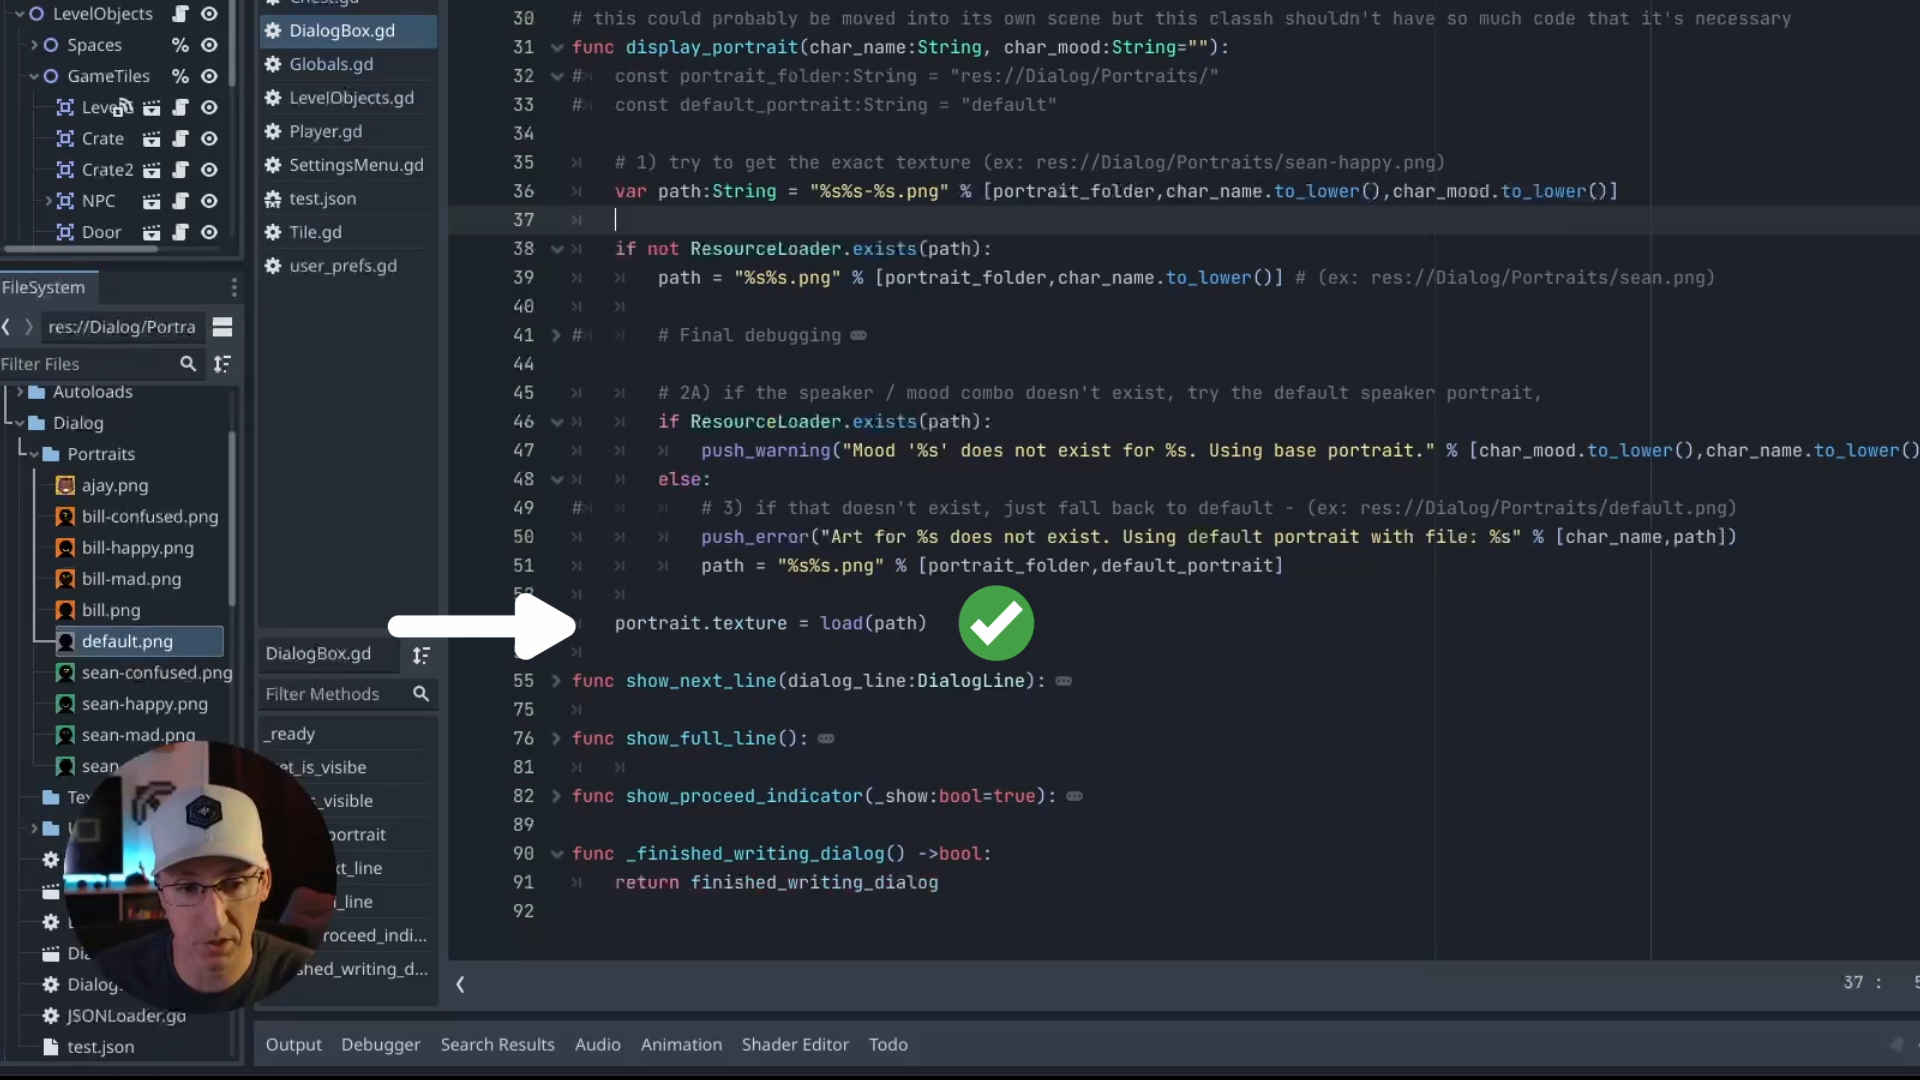 LevelObjects
Spaces
GameTiles
Crate
Crate2
NPC
Door
FileSystem
res://Dialog/Portra
Filter Files
Autoloads
Dialog
Portraits
ajay.png
bill-confused.png
bill-happy.png
bill-mad.png
bill.png
default.png
sean-confused.png
sean-happy.png
sean-mad.png
sean
JSONLoader.gd
test.json
DialogBox.gd
Globals.gd
LevelObjects.gd
Player.gd
SettingsMenu.gd
test.json
Tile.gd
user_prefs.gd
DialogBox.gd
Filter Methods
_ready
et_is_visibe
_visible
portrait
xt_line
_line
roceed_indi...
shed_writing_d...
30 # this could probably be moved into its own scene but this classh shouldn't have so much code that it's necessary
31 func display_portrait(char_name:String, char_mood:String=""):
32 # const portrait_folder:String = "res://Dialog/Portraits/"
33 # const default_portrait:String = "default"
34
35 # 1) try to get the exact texture (ex: res://Dialog/Portraits/sean-happy.png)
36 var path:String = "%s%s-%s.png" % [portrait_folder,char_name.to_lower(),char_mood.to_lower()]
37
38 if not ResourceLoader.exists(path):
39 path = "%s%s.png" % [portrait_folder,char_name.to_lower()] # (ex: res://Dialog/Portraits/sean.png)
40
41 # # Final debugging
44
45 # 2A) if the speaker / mood combo doesn't exist, try the default speaker portrait,
46 if ResourceLoader.exists(path):
47 push_warning("Mood '%s' does not exist for %s. Using base portrait." % [char_mood.to_lower(),char_name.to_lower()
48 else:
49 # # 3) if that doesn't exist, just fall back to default - (ex: res://Dialog/Portraits/default.png)
50 push_error("Art for %s does not exist. Using default portrait with file: %s" % [char_name,path])
51 path = "%s%s.png" % [portrait_folder,default_portrait]
portrait.texture = load(path)
55 func show_next_line(dialog_line:DialogLine):
75
76 func show_full_line():
81
82 func show_proceed_indicator(_show:bool=true):
89
90 func _finished_writing_dialog() ->bool:
91 return finished_writing_dialog
92
37 :
Output Debugger Search Results Audio Animation Shader Editor Todo